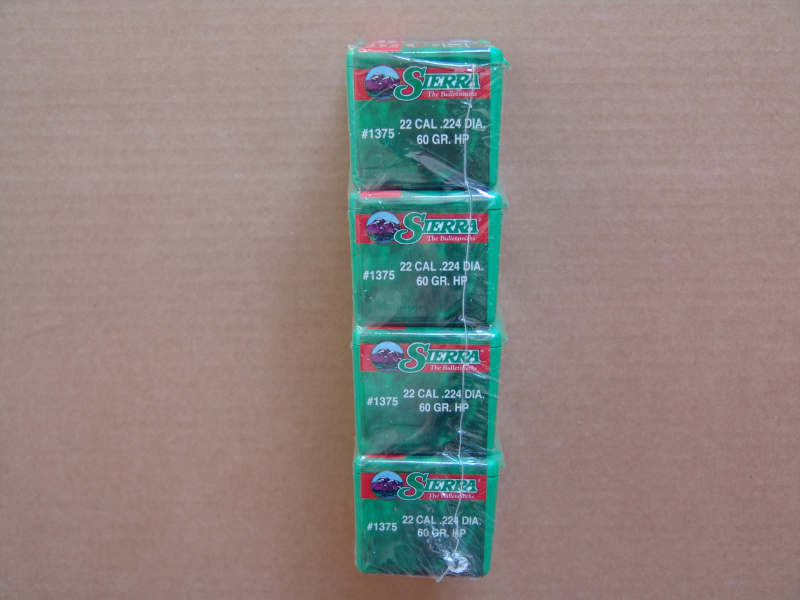 SIERRA
The Bulletsmiths
#1375 22 CAL .224 DIA.
60 GR. HP
SIERRA
The Bulletsmiths
#1375 22 CAL .224 DIA.
60 GR. HP
SIERRA
The Bulletsmiths
#1375 22 CAL .224 DIA.
60 GR. HP
SIERRA
The Bulletsmiths
#1375 22 CAL .224 DIA.
60 GR. HP